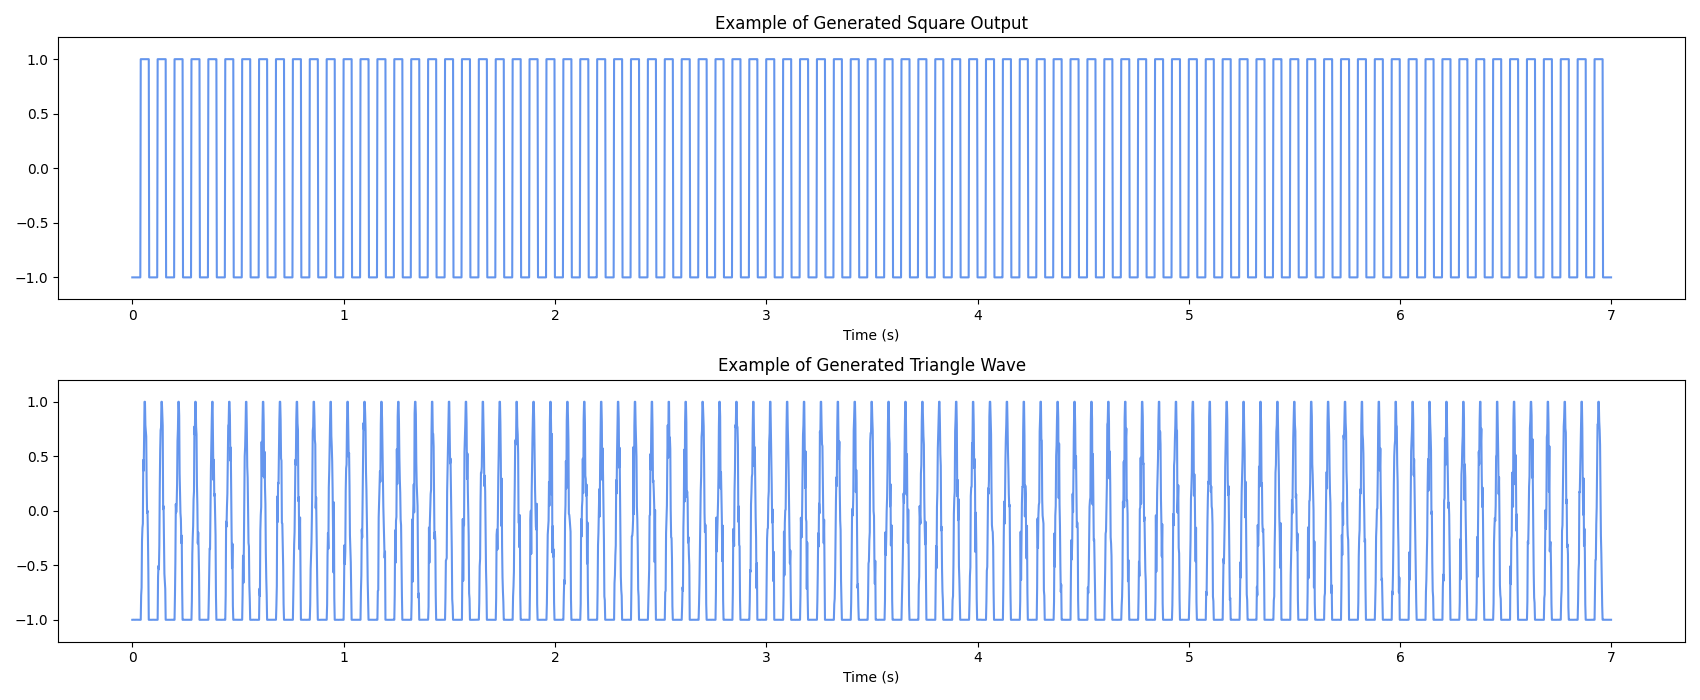 Example of Generated Square Output
1.0
0.5
0.0
−0.5
−1.0
0 1 2 3 4 5 6 7
Time (s)
Example of Generated Triangle Wave
1.0
0.5
0.0
−0.5
−1.0
0 1 2 3 4 5 6 7
Time (s)